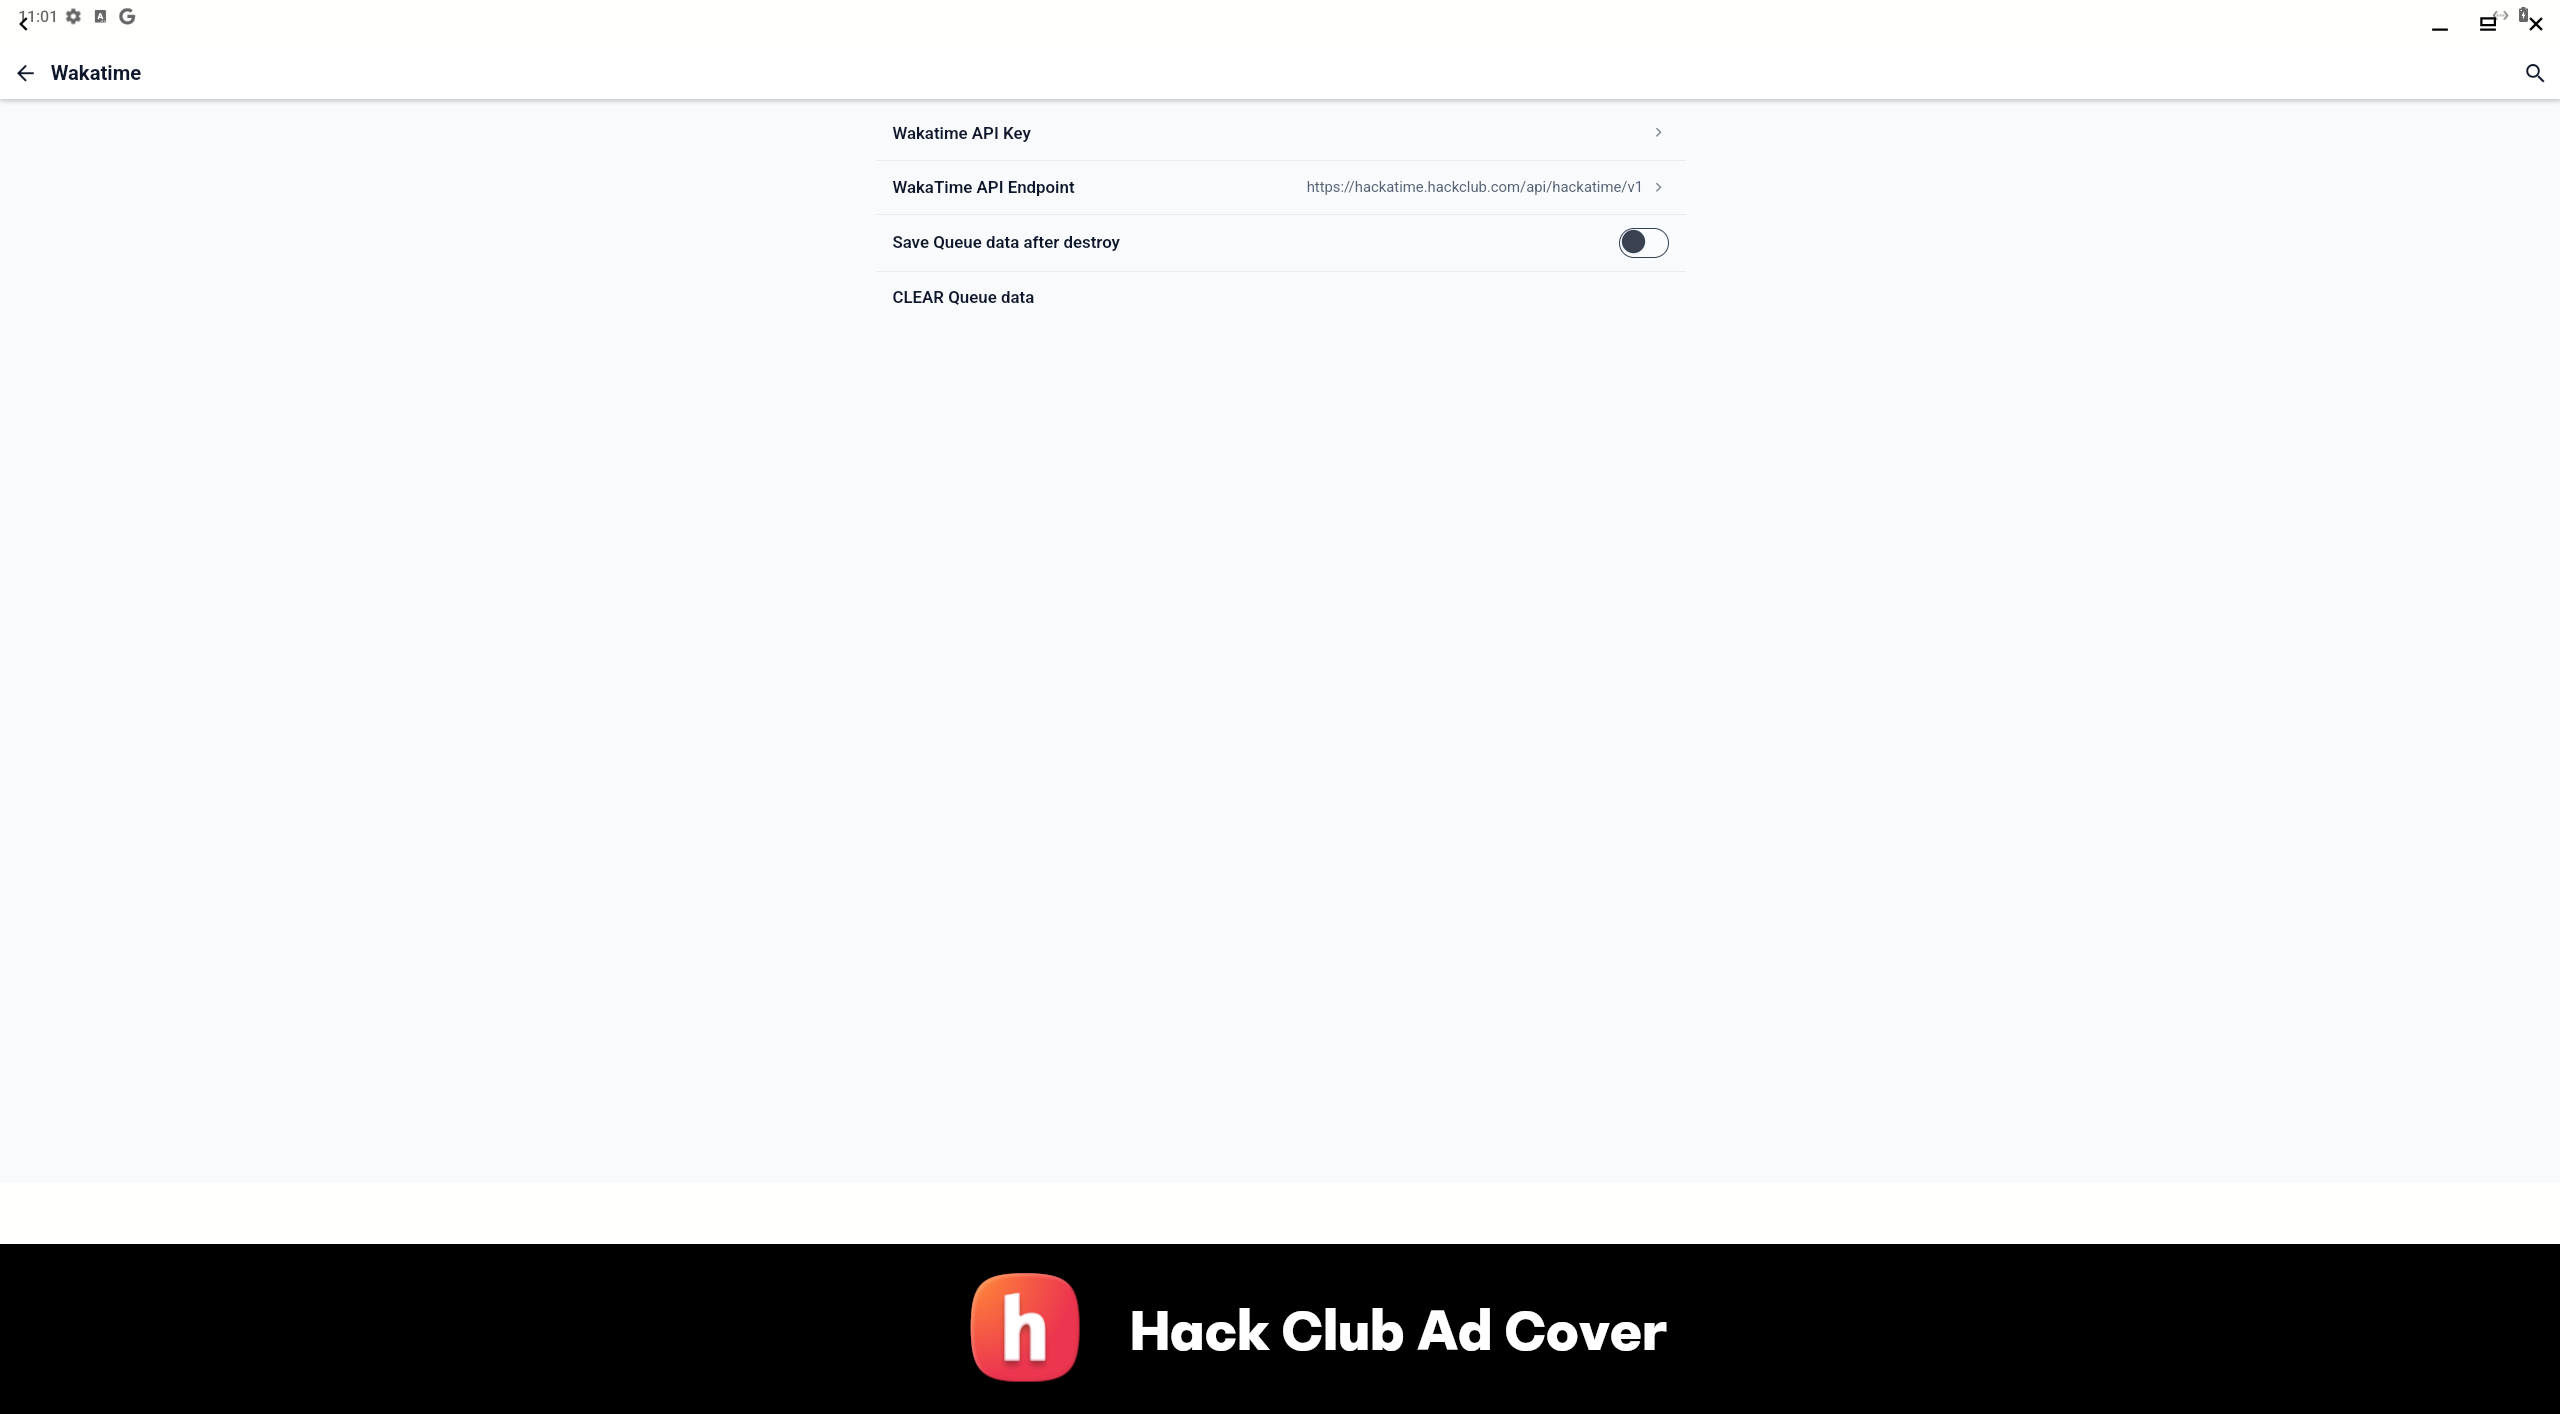 11:01
Wakatime
Wakatime API Key
WakaTime API Endpoint https://hackatime.hackclub.com/api/hackatime/v1
Save Queue data after destroy
CLEAR Queue data
h Hack Club Ad Cover